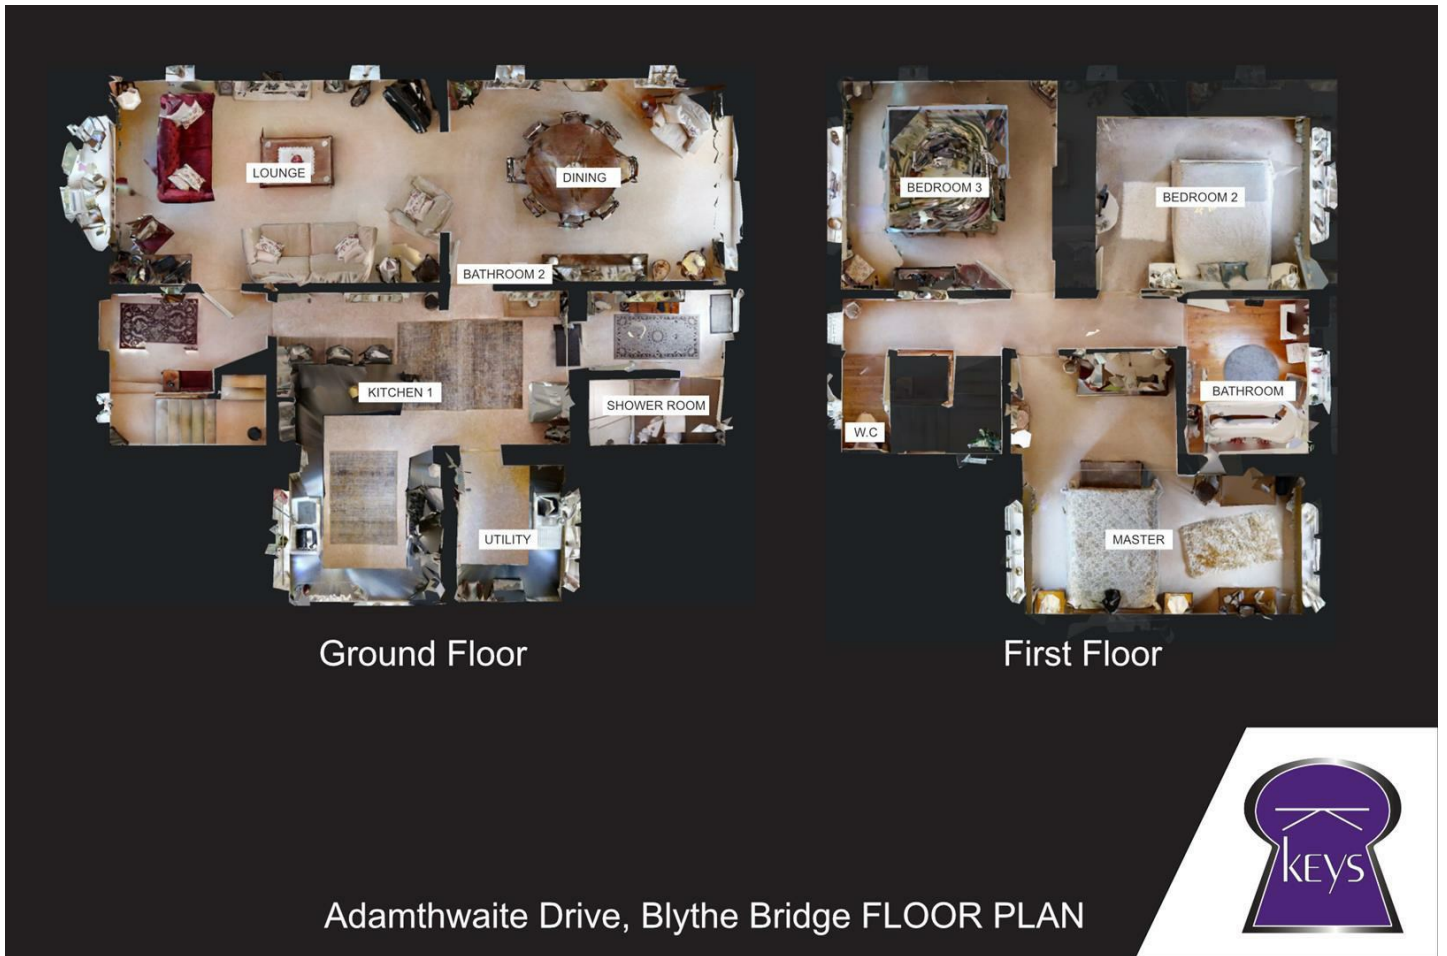 LOUNGE
DINING
BATHROOM 2
KITCHEN 1
SHOWER ROOM
UTILITY
Ground Floor
BEDROOM 3
BEDROOM 2
BATHROOM
W.C
MASTER
First Floor
Adamthwaite Drive, Blythe Bridge FLOOR PLAN
kEys